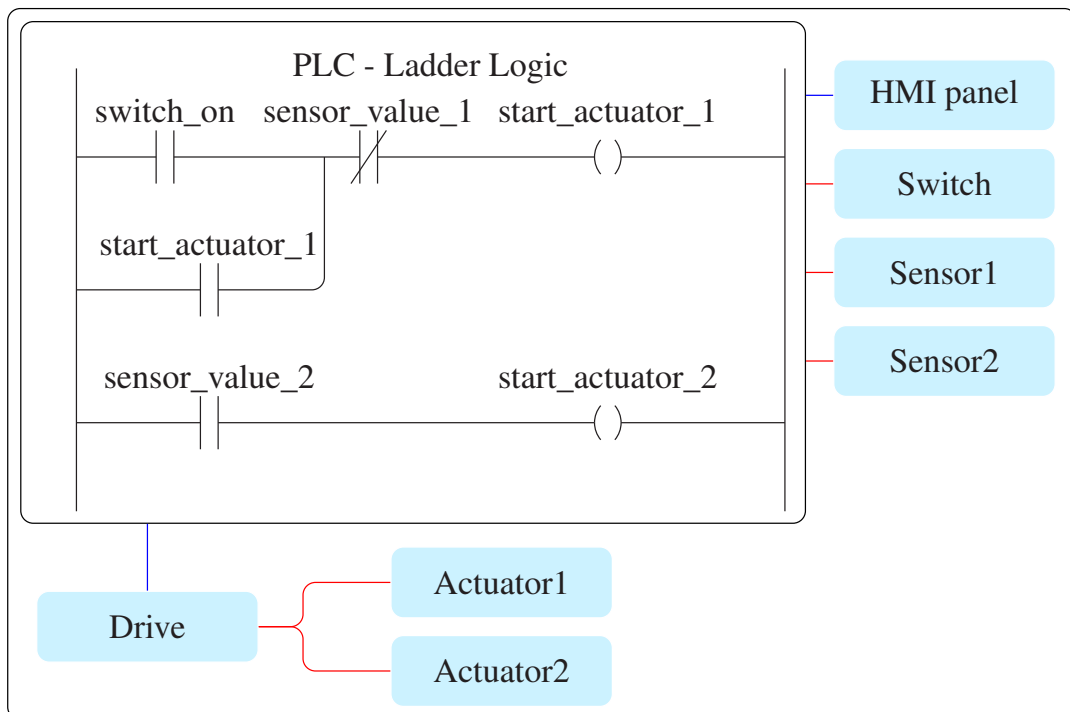 PLC - Ladder Logic
switch_on sensor_value_1 start_actuator_1
start_actuator_1
sensor_value_2 start_actuator_2
HMI panel
Switch
Sensor1
Sensor2
Drive
Actuator1
Actuator2